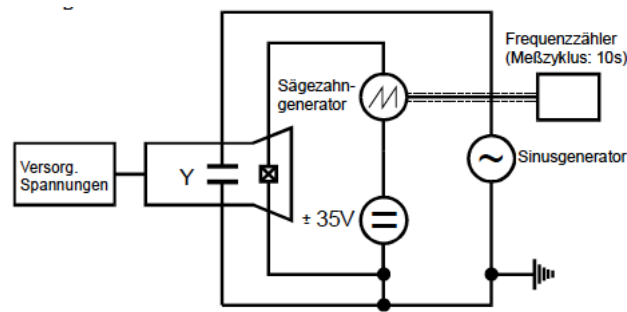 Frequenzzähler
(Meßzyklus: 10s)
Sägezahn-
generator
Sinusgenerator
Versorg.
Spannungen
Y
± 35V